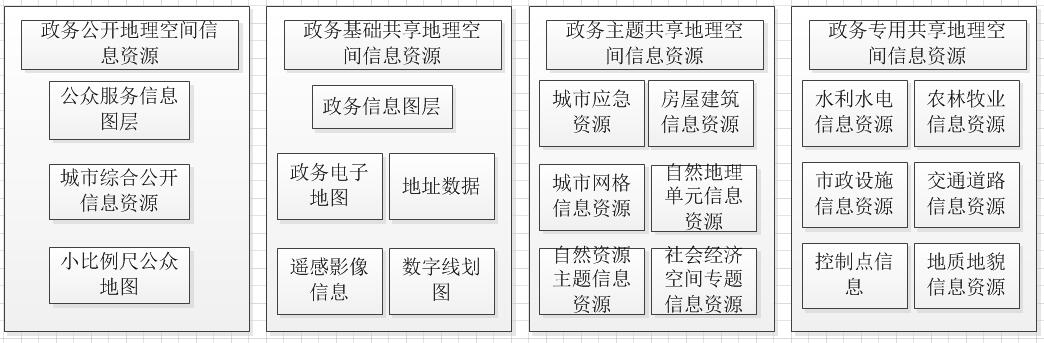 政务公开地理空间信
息资源
公众服务信息
图层
城市综合公开
信息资源
小比例尺公众
地图
政务基础共享地理空
间信息资源
政务信息图层
政务电子
地图
地址数据
遥感影像
信息
数字线划
图
政务主题共享地理空
间信息资源
城市应急
资源
房屋建筑
信息资源
城市网格
信息资源
自然地理
单元信息
资源
自然资源
主题信息
资源
社会经济
空间专题
信息资源
政务专用共享地理空
间信息资源
水利水电
信息资源
农林牧业
信息资源
市政设施
信息资源
交通道路
信息资源
控制点信
息
地质地貌
信息资源